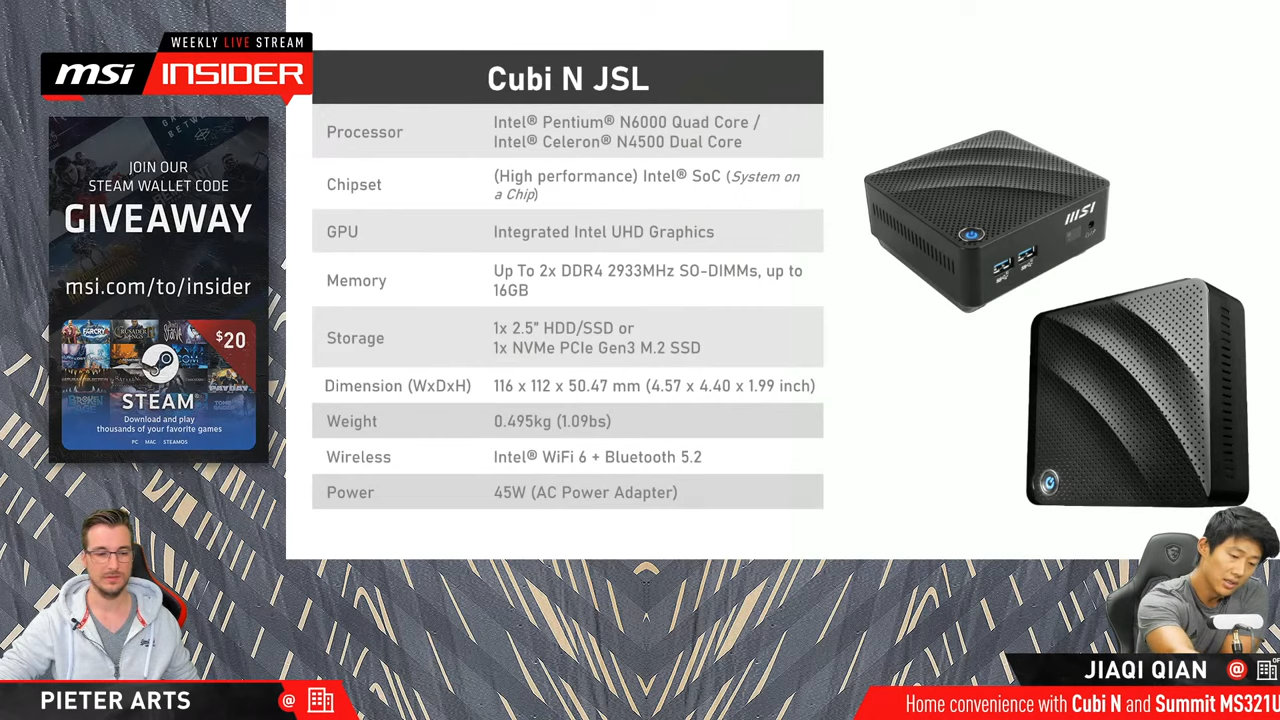 WEEKLY LIVE STREAM
msi INSIDER
JOIN OUR
STEAM WALLET CODE
GIVEAWAY
msi.com/to/insider
$20
STEAM
Download and play
thousands of your favorite games
PC | MAC | STEAMOS
Cubi N JSL
Processor
Intel® Pentium® N6000 Quad Core /
Intel® Celeron® N4500 Dual Core
Chipset
(High performance) Intel® SoC (System on
a Chip)
GPU
Integrated Intel UHD Graphics
Memory
Up To 2x DDR4 2933MHz SO-DIMMs, up to
16GB
Storage
1x 2.5" HDD/SSD or
1x NVMe PCIe Gen3 M.2 SSD
Dimension (WxDxH)
116 x 112 x 50.47 mm (4.57 x 4.40 x 1.99 inch)
Weight
0.495kg (1.09bs)
Wireless
Intel® WiFi 6 + Bluetooth 5.2
Power
45W (AC Power Adapter)
msi
PIETER ARTS
@
JIAQI QIAN
@
Home convenience with Cubi N and Summit MS321U